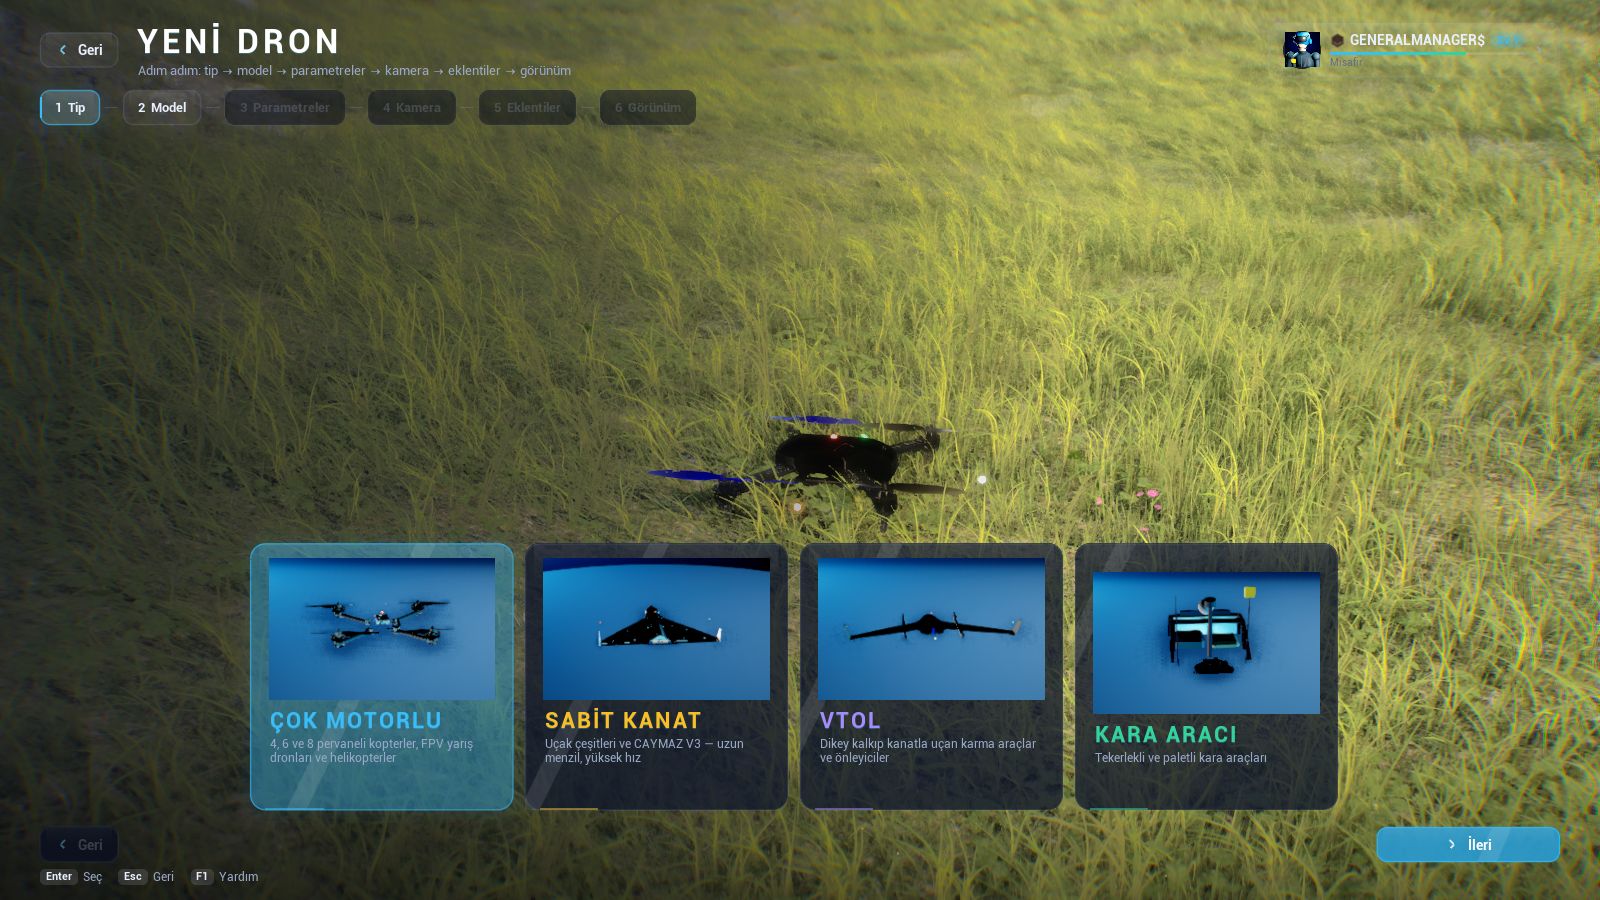 Geri
YENİ DRON
Adım adım: tip → model → parametreler → kamera → eklentiler → görünüm
GENERALMANAGER$
Misafir
1 Tip
2 Model
3 Parametreler
4 Kamera
5 Eklentiler
6 Görünüm
ÇOK MOTORLU
4, 6 ve 8 pervaneli kopterler, FPV yarış
dronları ve helikopterler
SABİT KANAT
Uçak çeşitleri ve CAYMAZ V3 — uzun
menzil, yüksek hız
VTOL
Dikey kalkıp kanatla uçan karma araçlar
ve önleyiciler
KARA ARACI
Tekerlekli ve paletli kara araçları
Geri
İleri
Enter Seç Esc Geri F1 Yardım